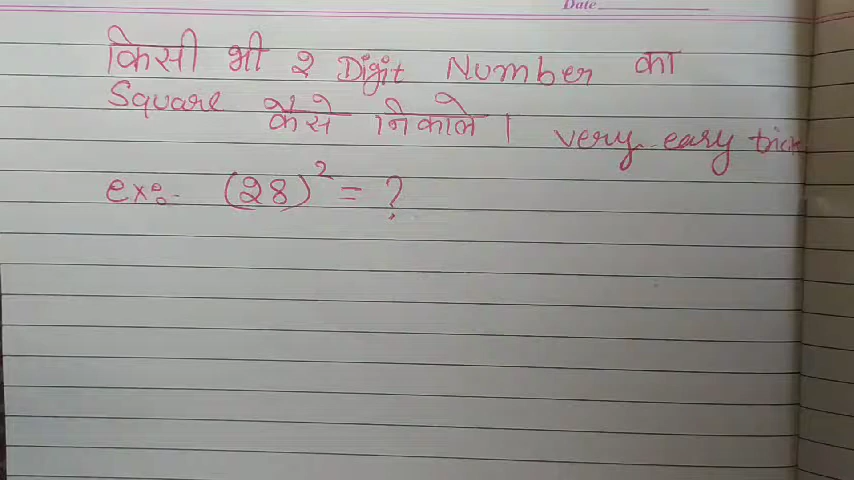 Date
किसी भी 2 Digit Number का
Square कैसे निकाले । very easy trick
ex:- (28)² = ?